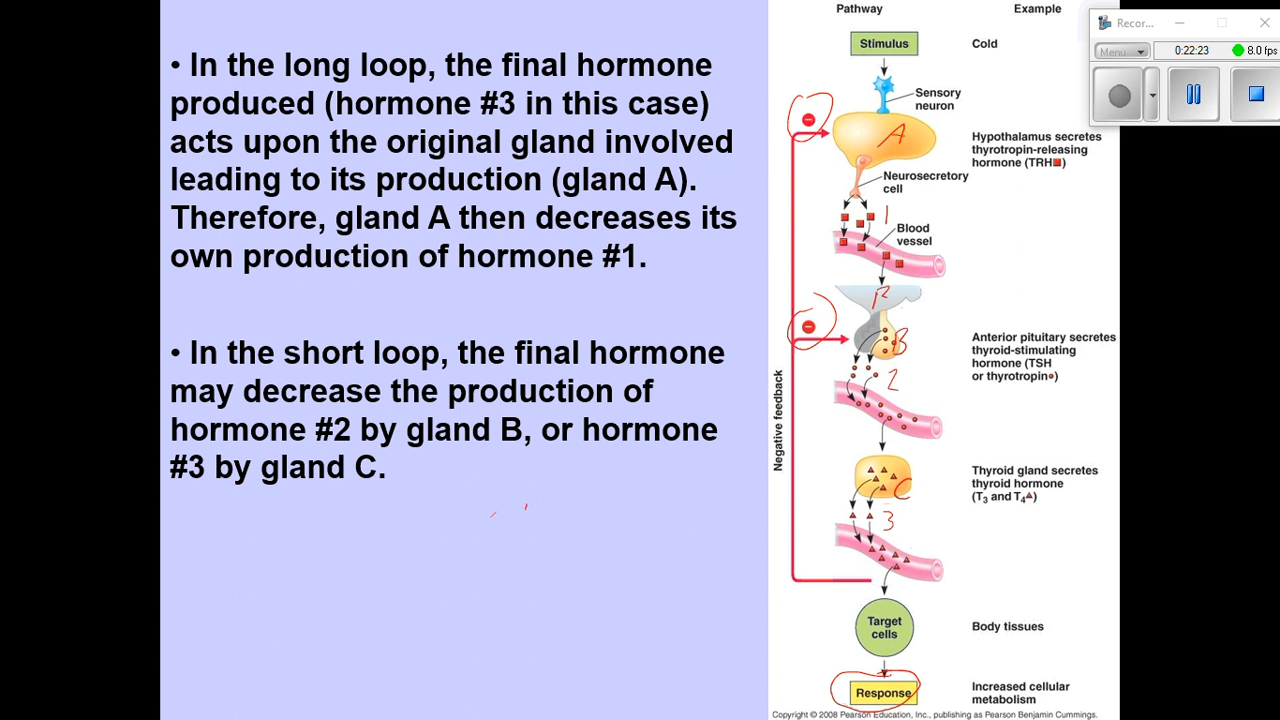 • In the long loop, the final hormone
produced (hormone #3 in this case)
acts upon the original gland involved
leading to its production (gland A).
Therefore, gland A then decreases its
own production of hormone #1.
• In the short loop, the final hormone
may decrease the production of
hormone #2 by gland B, or hormone
#3 by gland C.
Pathway
Example
Stimulus
Cold
Sensory
neuron
A
Hypothalamus secretes
thyrotropin-releasing
hormone (TRH)
Neurosecretory
cell
1
Blood
vessel
P
B
Anterior pituitary secretes
thyroid-stimulating
hormone (TSH
or thyrotropin)
2
Negative feedback
Thyroid gland secretes
thyroid hormone
(T3 and T4)
C
3
Target
cells
Body tissues
Response
Increased cellular
metabolism
Copyright © 2008 Pearson Education, Inc., publishing as Pearson Benjamin Cummings.
Recor...
Menu
0:22:23
8.0 fps